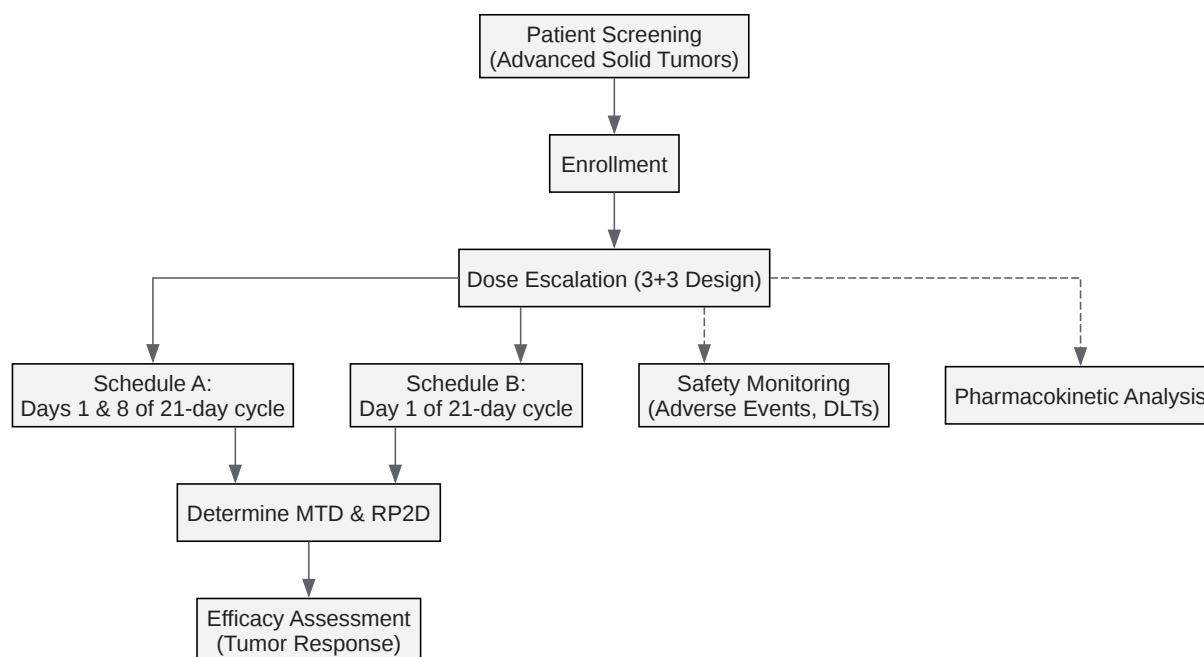 Patient Screening
(Advanced Solid Tumors)
Enrollment
Dose Escalation (3+3 Design)
Schedule A:
Days 1 & 8 of 21-day cycle
Schedule B:
Day 1 of 21-day cycle
Safety Monitoring
(Adverse Events, DLTs)
Pharmacokinetic Analysis
Determine MTD & RP2D
Efficacy Assessment
(Tumor Response)